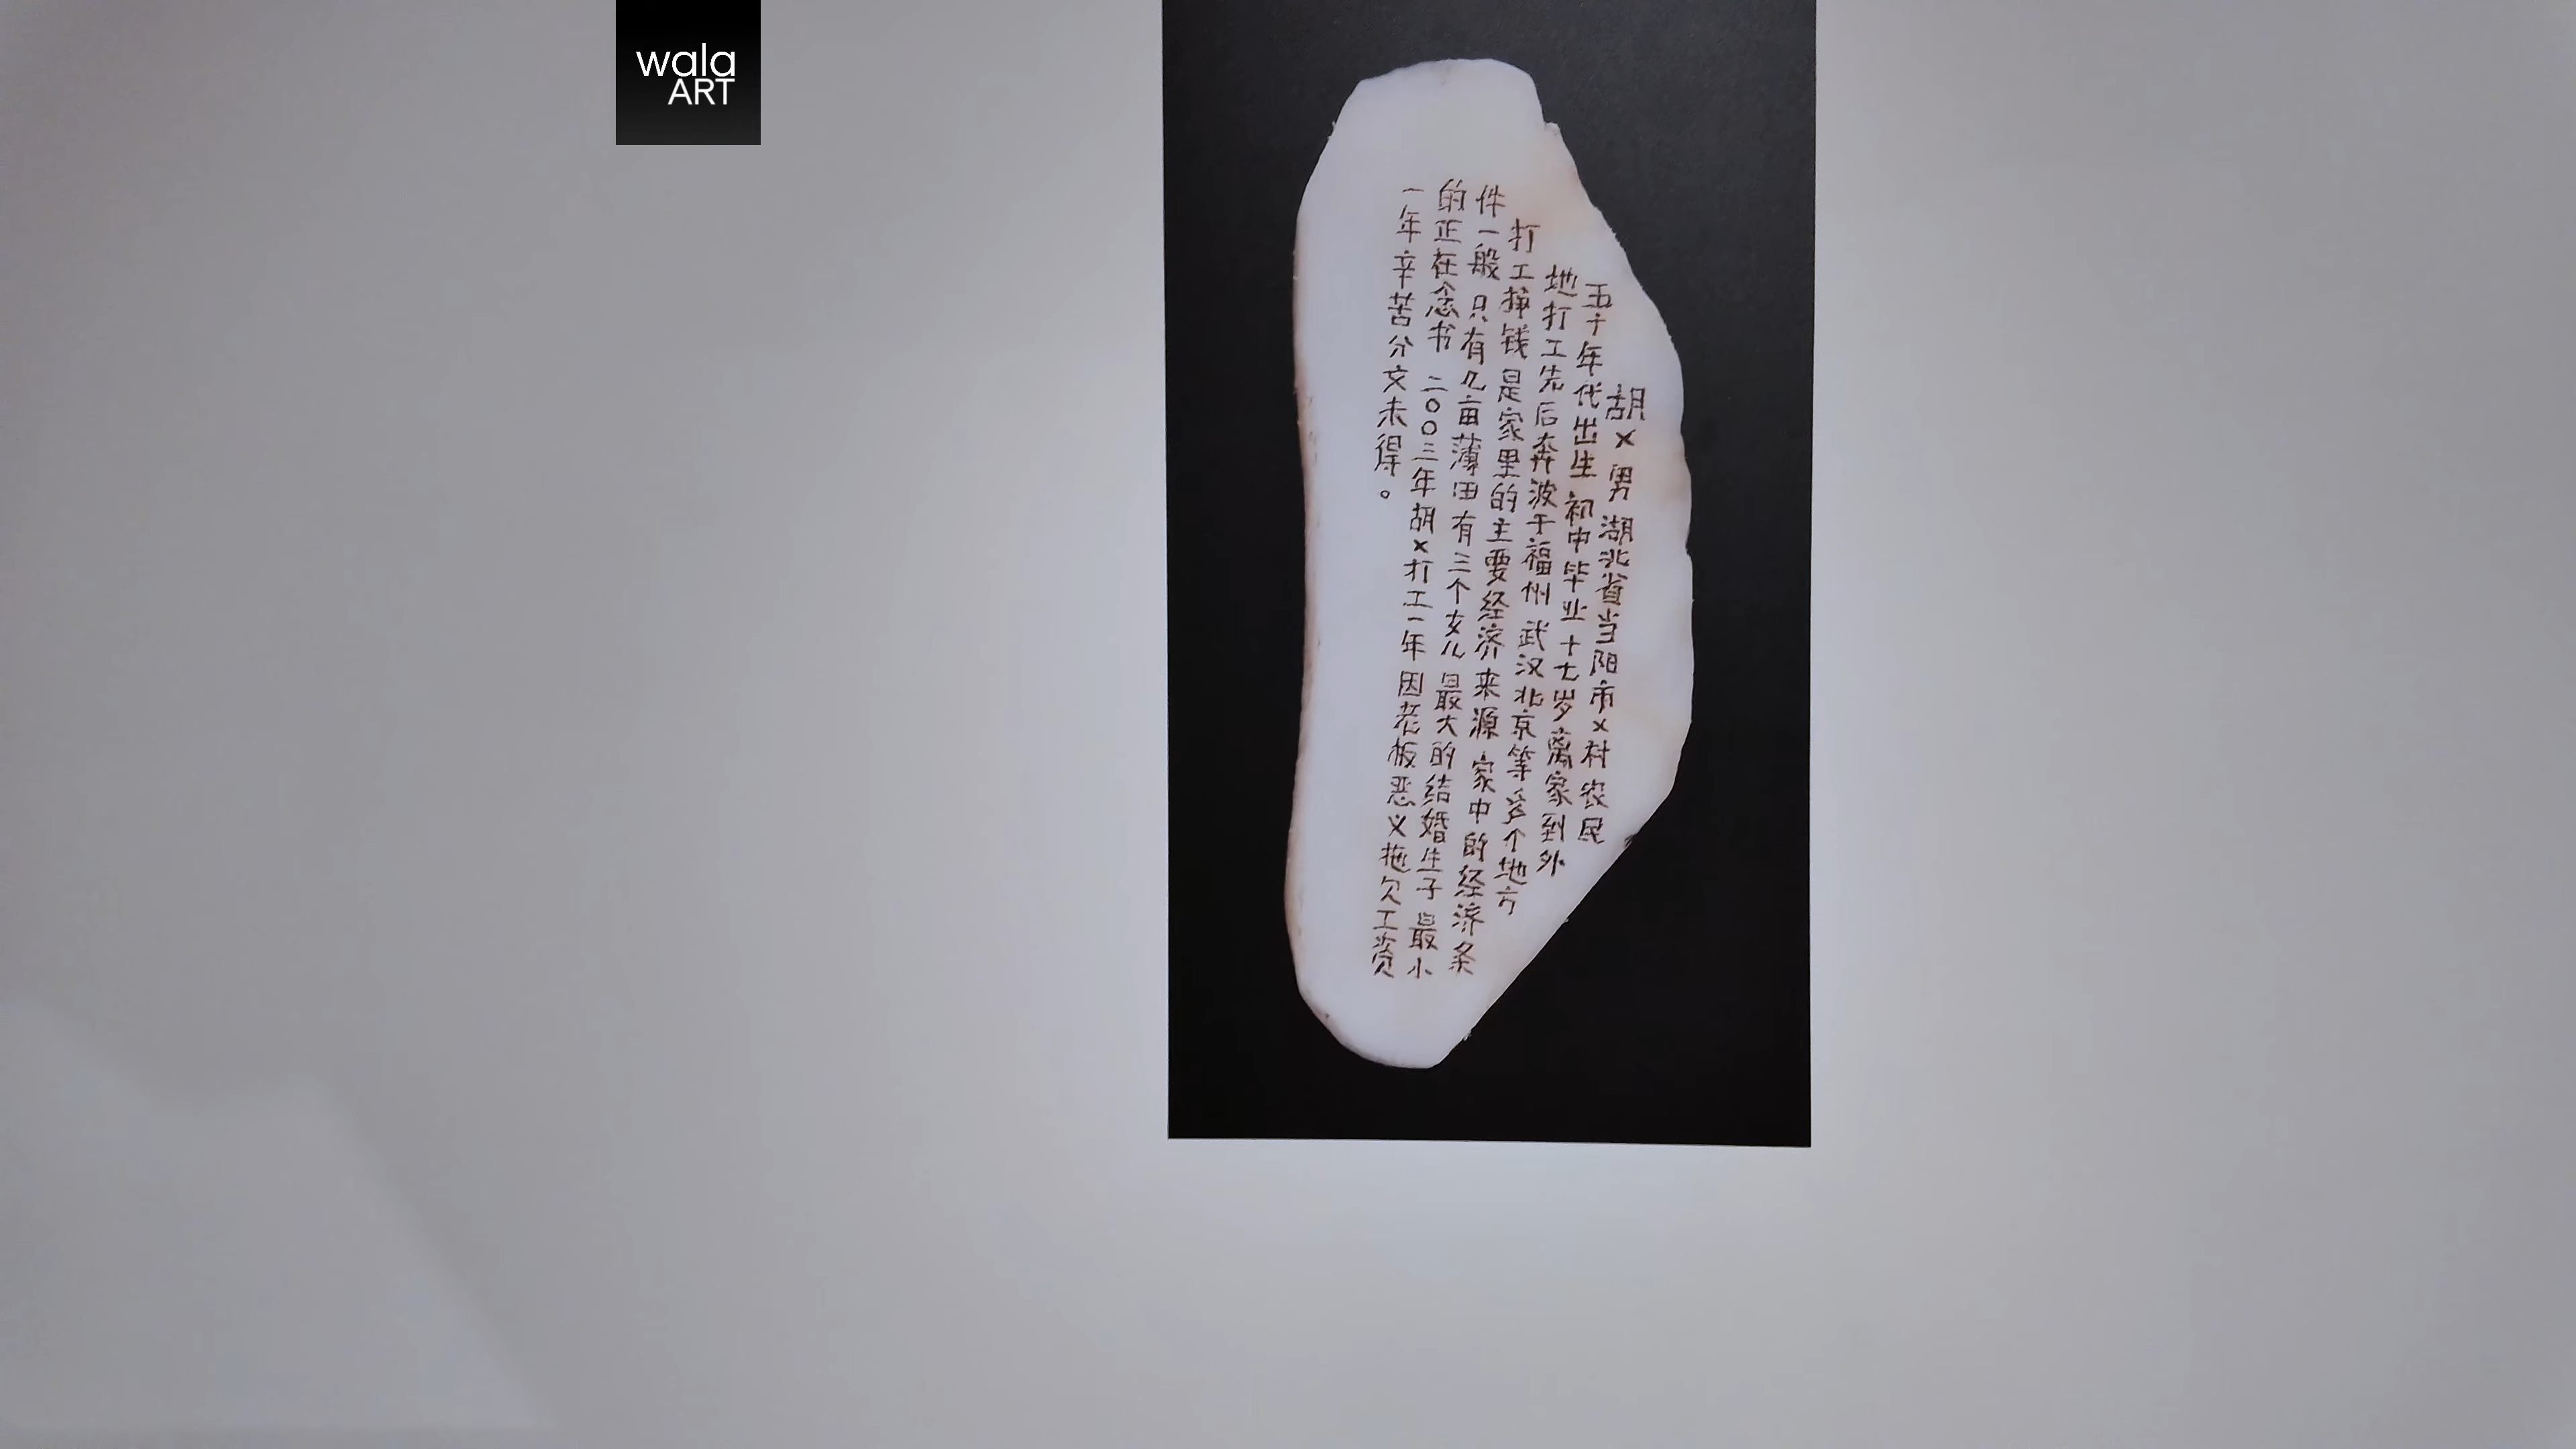 wala
ART
胡×男 湖北省当阳市×村农民
五十年代出生 初中毕业十七岁离家到外
地打工先后奔波于福州 武汉北京等多个地方
打工挣钱是家里的主要经济来源 家中的经济条
件一般 只有几亩薄田有三个女儿 最大的结婚生子 最小
的正在念书 二〇〇三年胡×打工一年因老板恶义拖欠工资
一年辛苦分文未得。